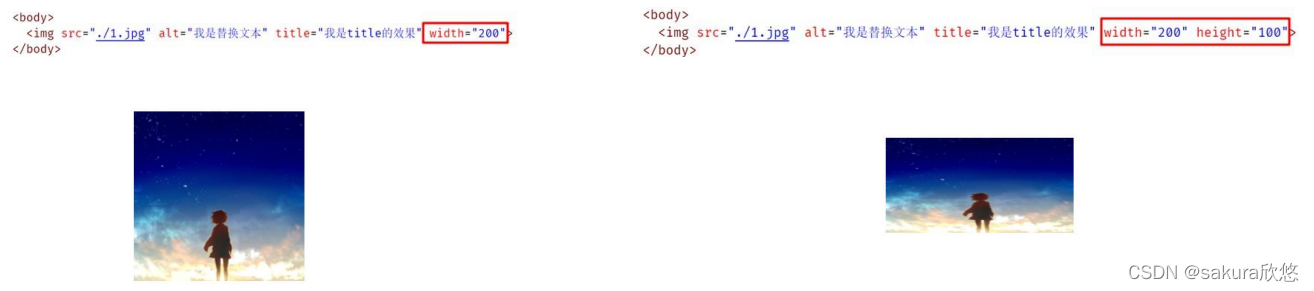 <body>
<img src="./1.jpg" alt="我是替换文本" title="我是title的效果" width="200">
</body>
<body>
<img src="./1.jpg" alt="我是替换文本" title="我是title的效果" width="200" height="100">
</body>
CSDN @sakura欣悠